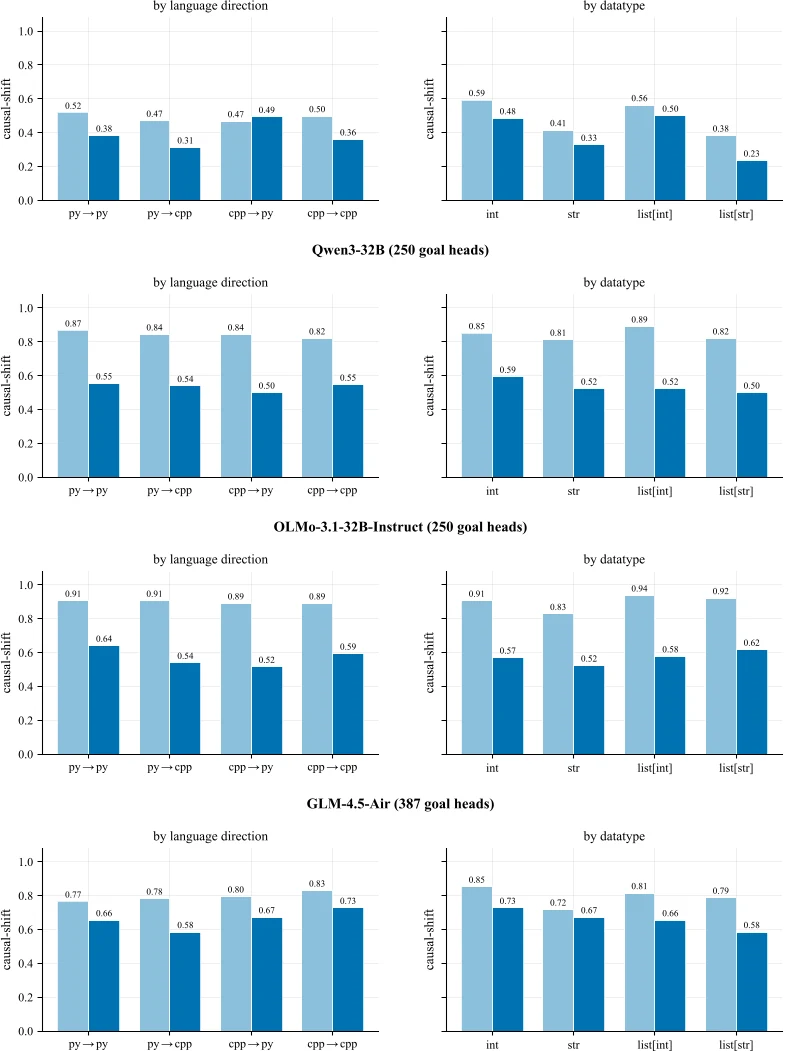 by language direction
by datatype
causal-shift
1.0
0.8
0.6
0.4
0.2
0.0
0.52
0.38
0.47
0.31
0.47
0.49
0.50
0.36
py→py
py→cpp
cpp→py
cpp→cpp
causal-shift
0.59
0.48
0.41
0.33
0.56
0.50
0.38
0.23
int
str
list[int]
list[str]
Qwen3-32B (250 goal heads)
by language direction
by datatype
causal-shift
1.0
0.8
0.6
0.4
0.2
0.0
0.87
0.55
0.84
0.54
0.84
0.50
0.82
0.55
py→py
py→cpp
cpp→py
cpp→cpp
causal-shift
0.85
0.59
0.81
0.52
0.89
0.52
0.82
0.50
int
str
list[int]
list[str]
OLMo-3.1-32B-Instruct (250 goal heads)
by language direction
by datatype
causal-shift
1.0
0.8
0.6
0.4
0.2
0.0
0.91
0.64
0.91
0.54
0.89
0.52
0.89
0.59
py→py
py→cpp
cpp→py
cpp→cpp
causal-shift
0.91
0.57
0.83
0.52
0.94
0.58
0.92
0.62
int
str
list[int]
list[str]
GLM-4.5-Air (387 goal heads)
by language direction
by datatype
causal-shift
1.0
0.8
0.6
0.4
0.2
0.0
0.77
0.66
0.78
0.58
0.80
0.67
0.83
0.73
py→py
py→cpp
cpp→py
cpp→cpp
causal-shift
0.85
0.73
0.72
0.67
0.81
0.66
0.79
0.58
int
str
list[int]
list[str]